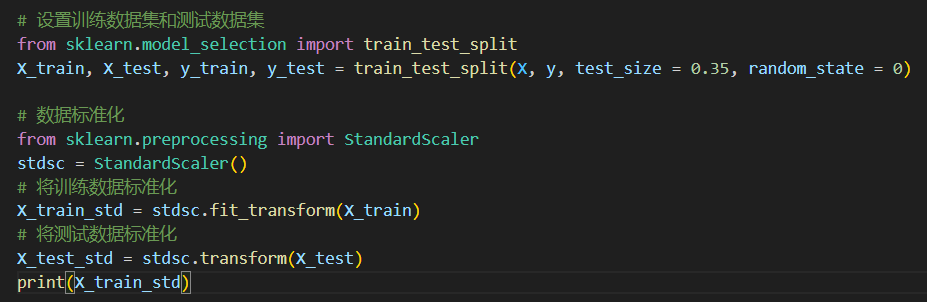 # 设置训练数据集和测试数据集
from sklearn.model_selection import train_test_split
X_train, X_test, y_train, y_test = train_test_split(X, y, test_size = 0.35, random_state = 0)
# 数据标准化
from sklearn.preprocessing import StandardScaler
stdsc = StandardScaler()
# 将训练数据标准化
X_train_std = stdsc.fit_transform(X_train)
# 将测试数据标准化
X_test_std = stdsc.transform(X_test)
print(X_train_std)